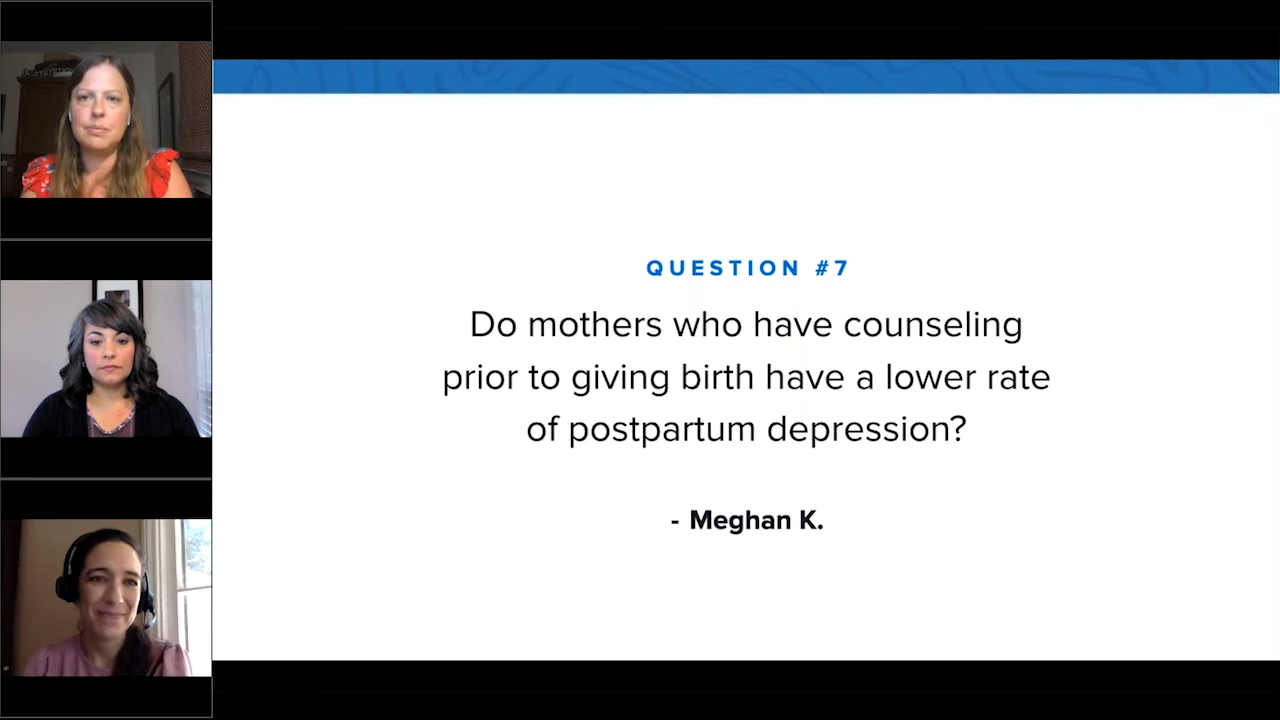 QUESTION #7
Do mothers who have counseling
prior to giving birth have a lower rate
of postpartum depression?
- Meghan K.